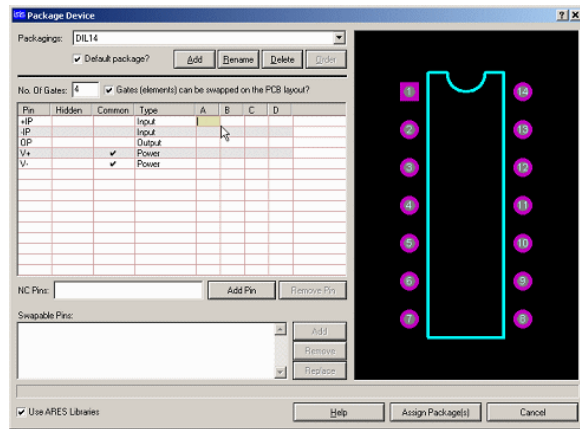 ISIS Package Device
Packagings: DIL14
Default package? Add Rename Delete Order
No. Of Gates: 4 Gates (elements) can be swapped on the PCB layout?
Pin Hidden Common Type A B C D
+IP Input
-IP Input
OP Output
V+ Power
V- Power
NC Pins: Add Pin Remove Pin
Swapable Pins:
Add
Remove
Replace
Use ARES Libraries Help Assign Package(s) Cancel
1 14
2 13
3 12
4 11
5 10
6 9
7 8